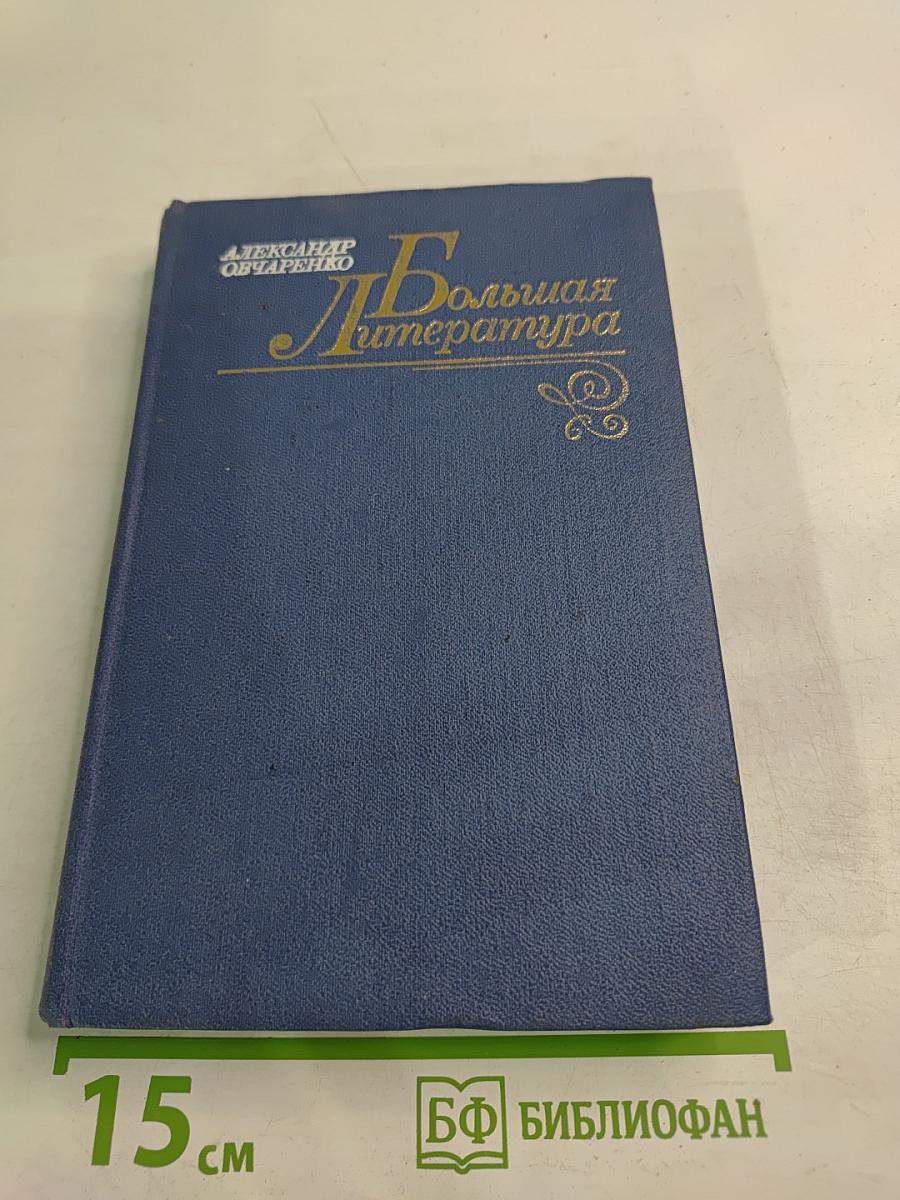 АЛЕКСАНДР
ОВЧАРЕНКО
Большая
Литература
15 см
БФ БИБЛИОФАН